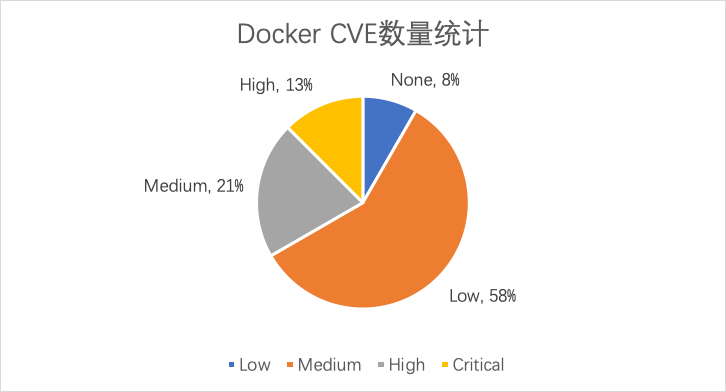 Docker CVE数量统计
High, 13%
None, 8%
Medium, 21%
Low, 58%
Low Medium High Critical